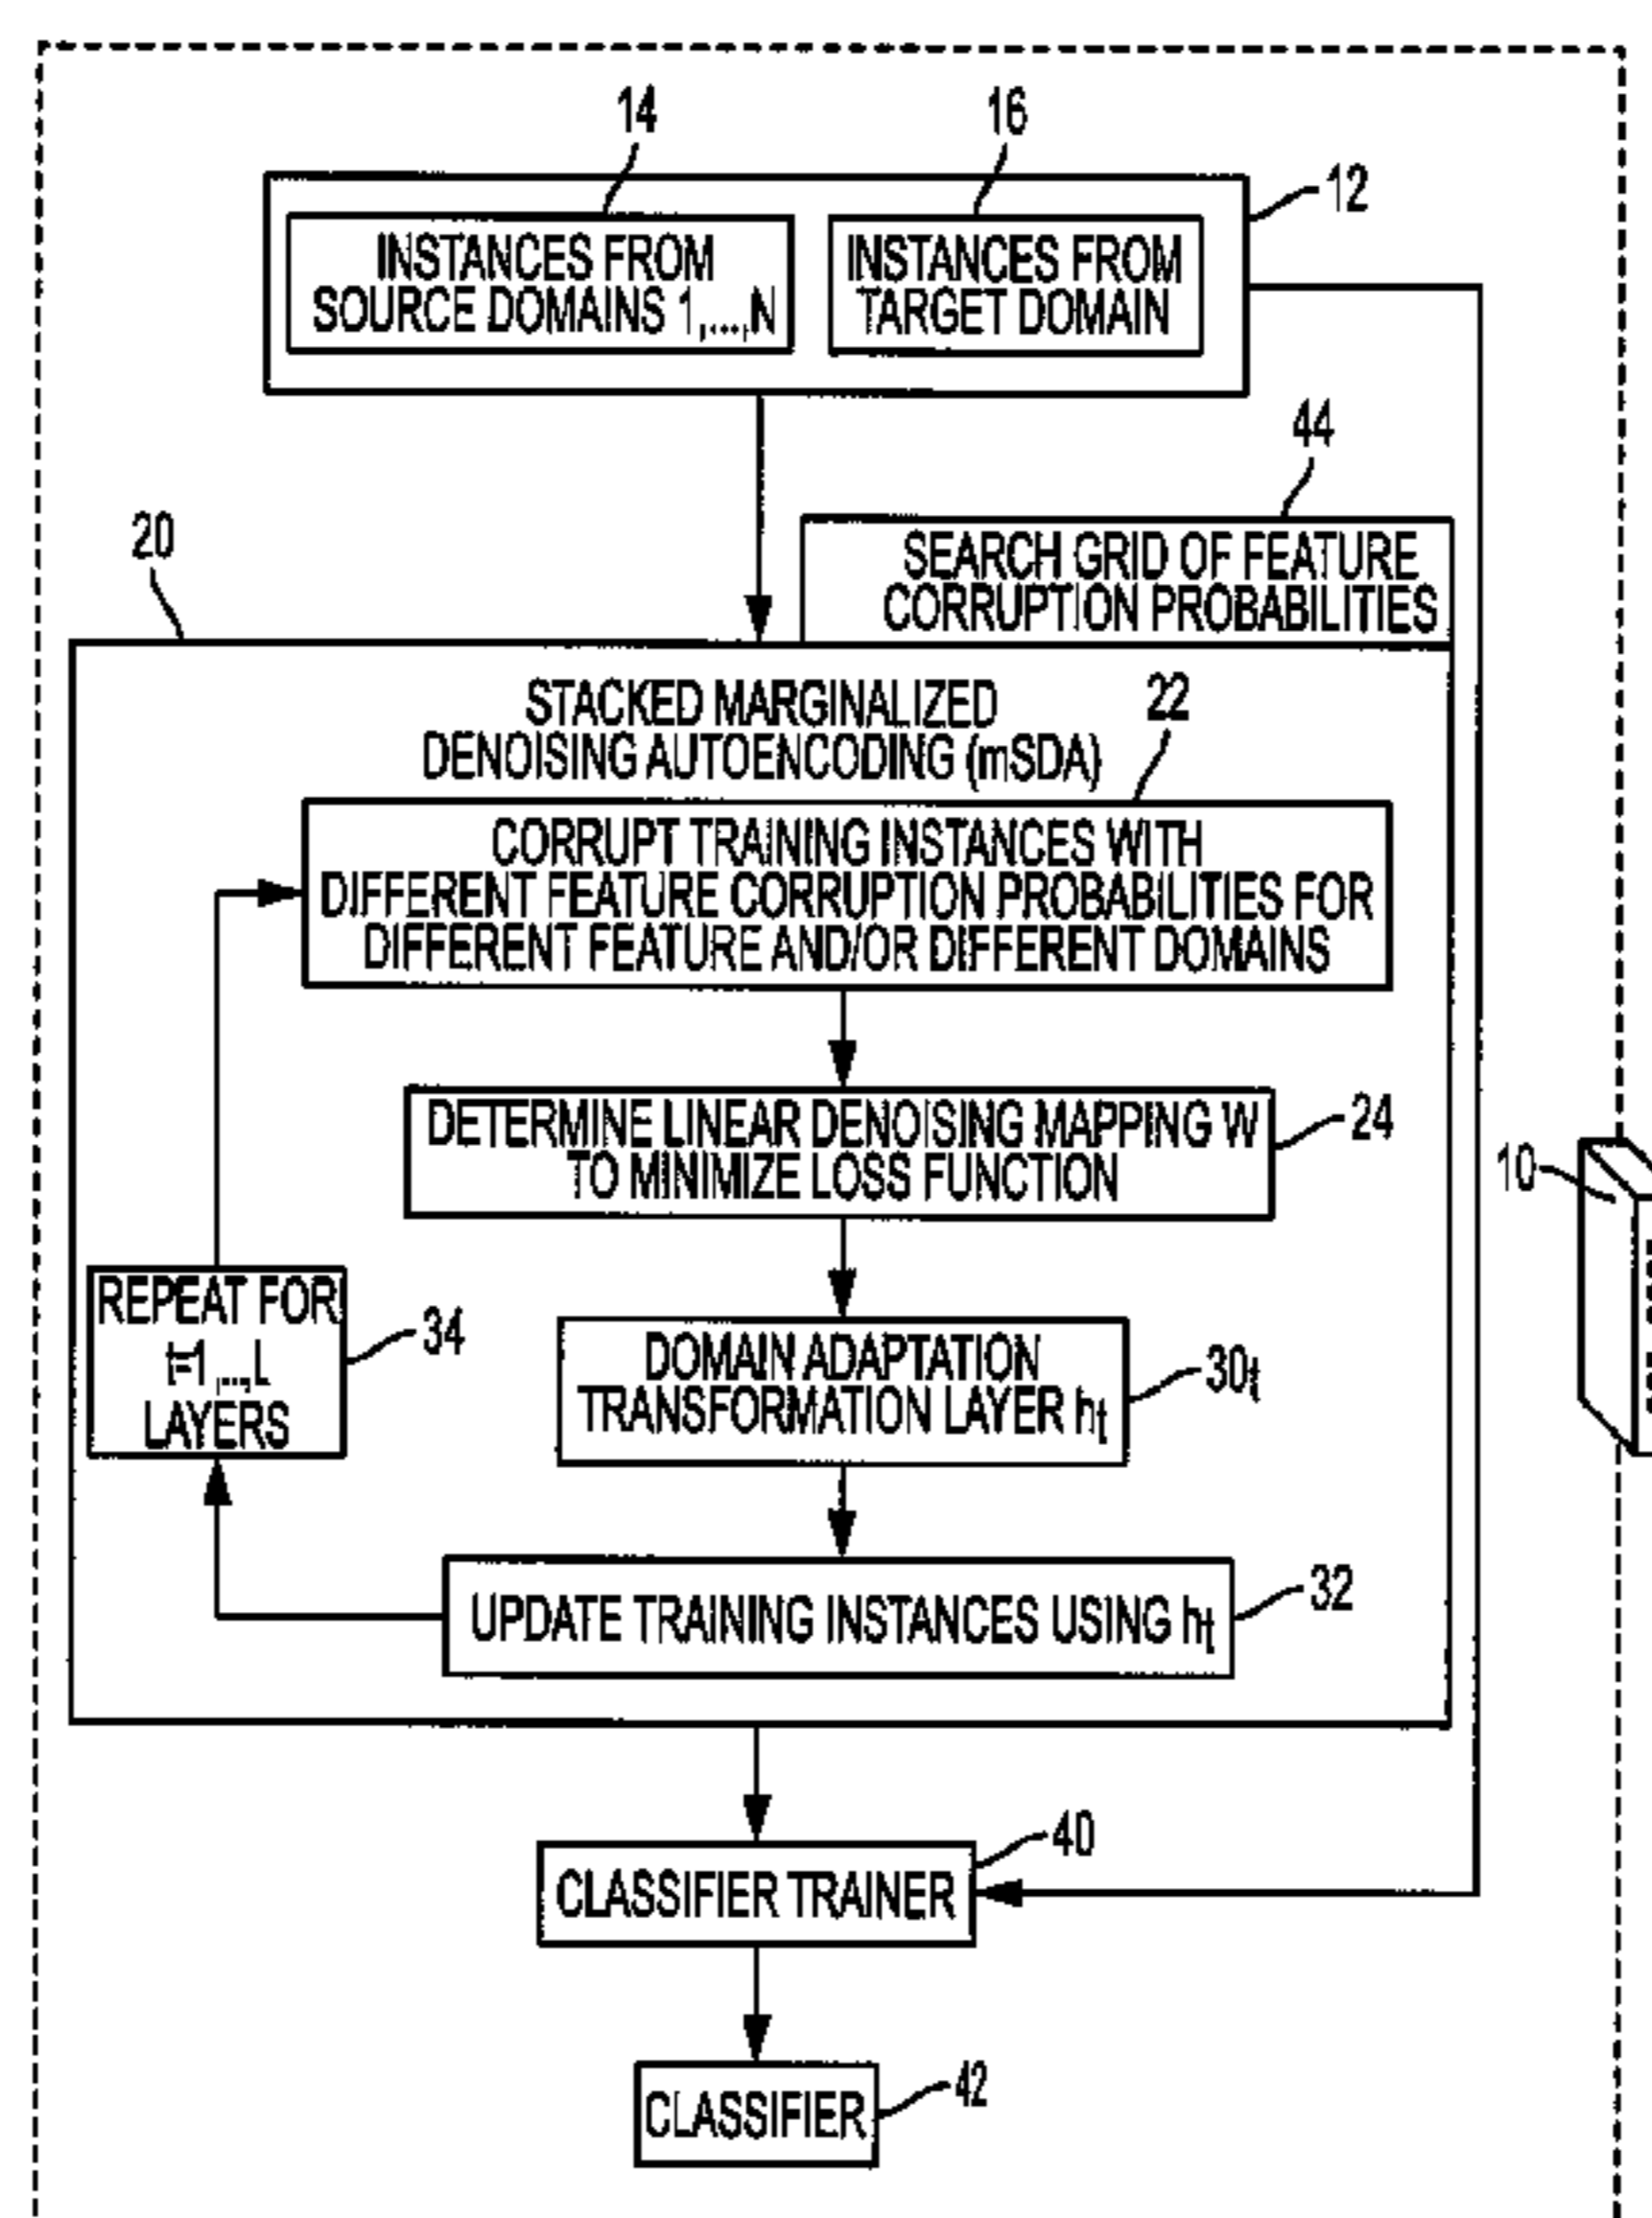 14
16
12
INSTANCES FROM
SOURCE DOMAINS 1,...,N
INSTANCES FROM
TARGET DOMAIN
44
20
SEARCH GRID OF FEATURE
CORRUPTION PROBABILITIES
STACKED MARGINALIZED
DENOISING AUTOENCODING (mSDA)
22
CORRUPT TRAINING INSTANCES WITH
DIFFERENT FEATURE CORRUPTION PROBABILITIES FOR
DIFFERENT FEATURE AND/OR DIFFERENT DOMAINS
DETERMINE LINEAR DENOISING MAPPING W
TO MINIMIZE LOSS FUNCTION
24
10
REPEAT FOR
t=1,...,L
LAYERS
34
DOMAIN ADAPTATION
TRANSFORMATION LAYER ht
30t
UPDATE TRAINING INSTANCES USING ht
32
40
CLASSIFIER TRAINER
CLASSIFIER
42